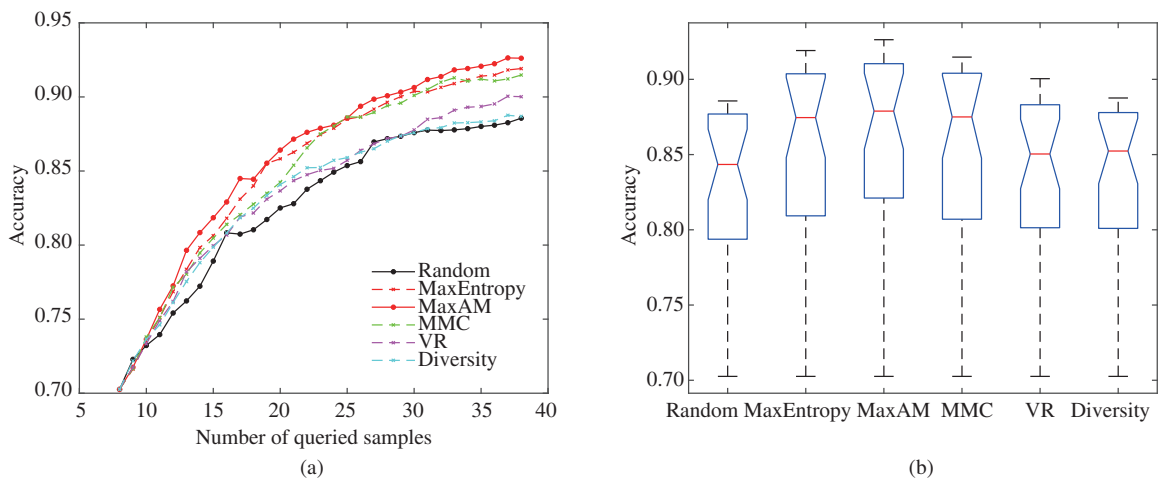 0.95
0.90
0.85
0.80
0.75
0.70
Accuracy
5 10 15 20 25 30 35 40
Number of queried samples
Random
MaxEntropy
MaxAM
MMC
VR
Diversity
(a)
0.90
0.85
0.80
0.75
0.70
Accuracy
Random MaxEntropy MaxAM MMC VR Diversity
(b)